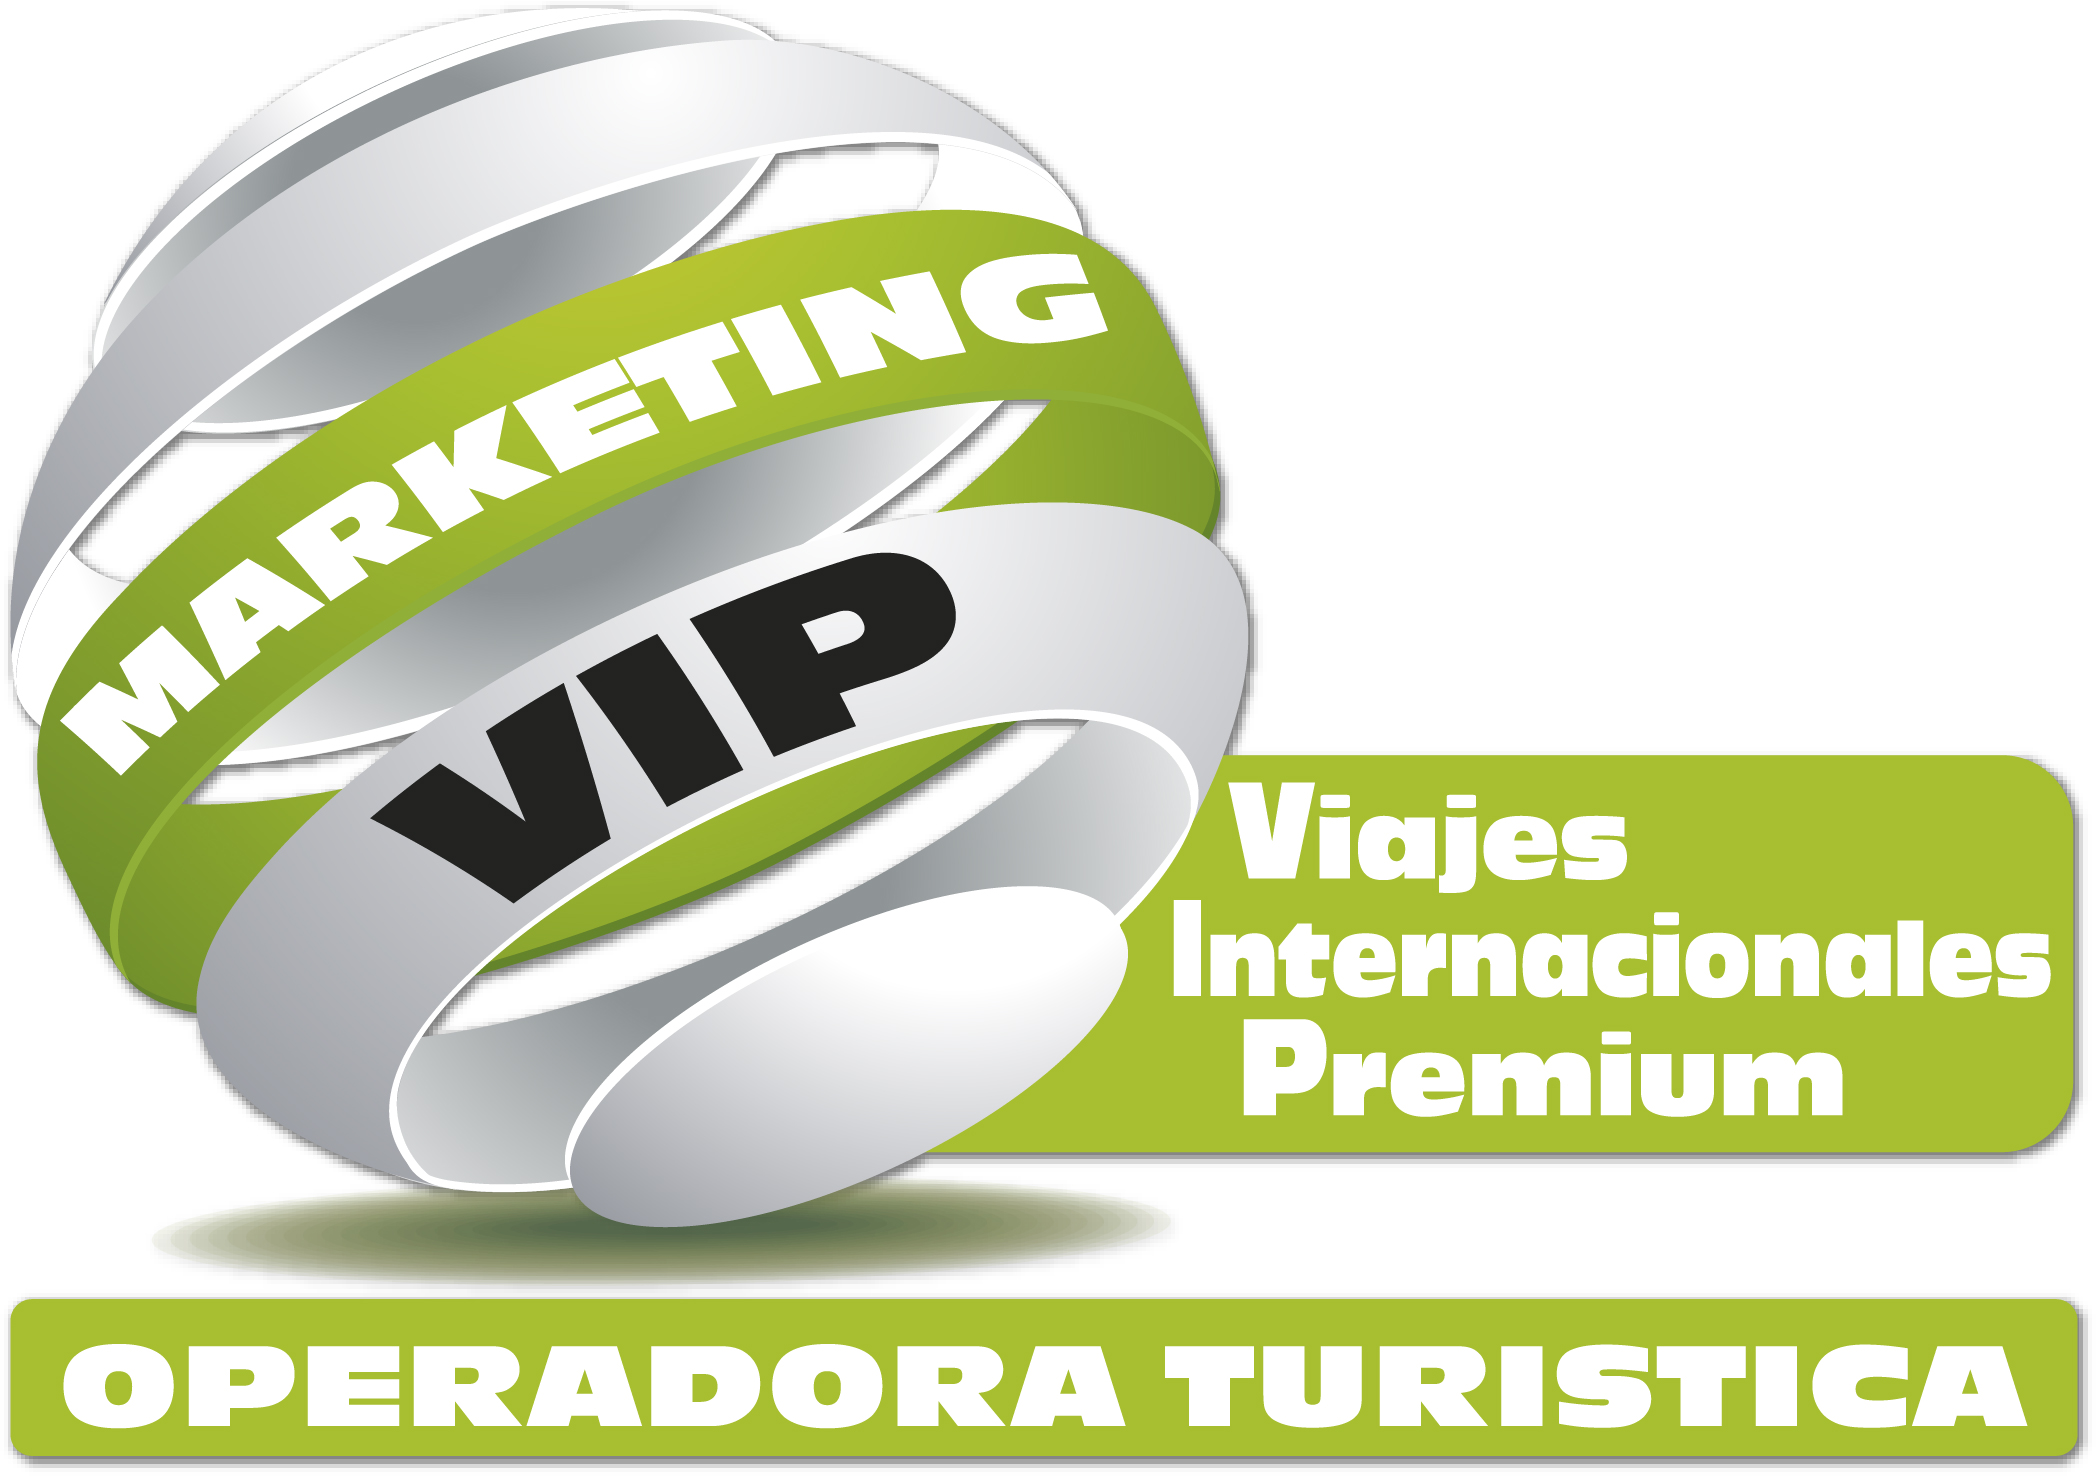 MARKETING
VIP
Viajes
Internacionales
Premium
OPERADORA TURISTICA